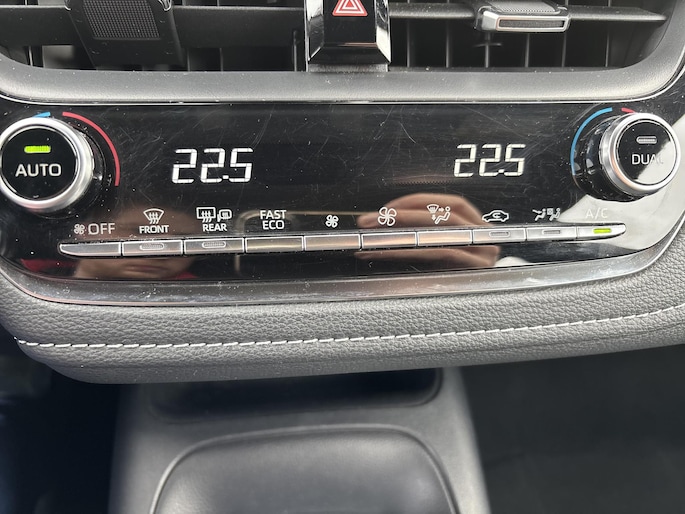 AUTO
22.5
22.5
DUAL
OFF
FRONT
REAR
FAST
ECO
A/C